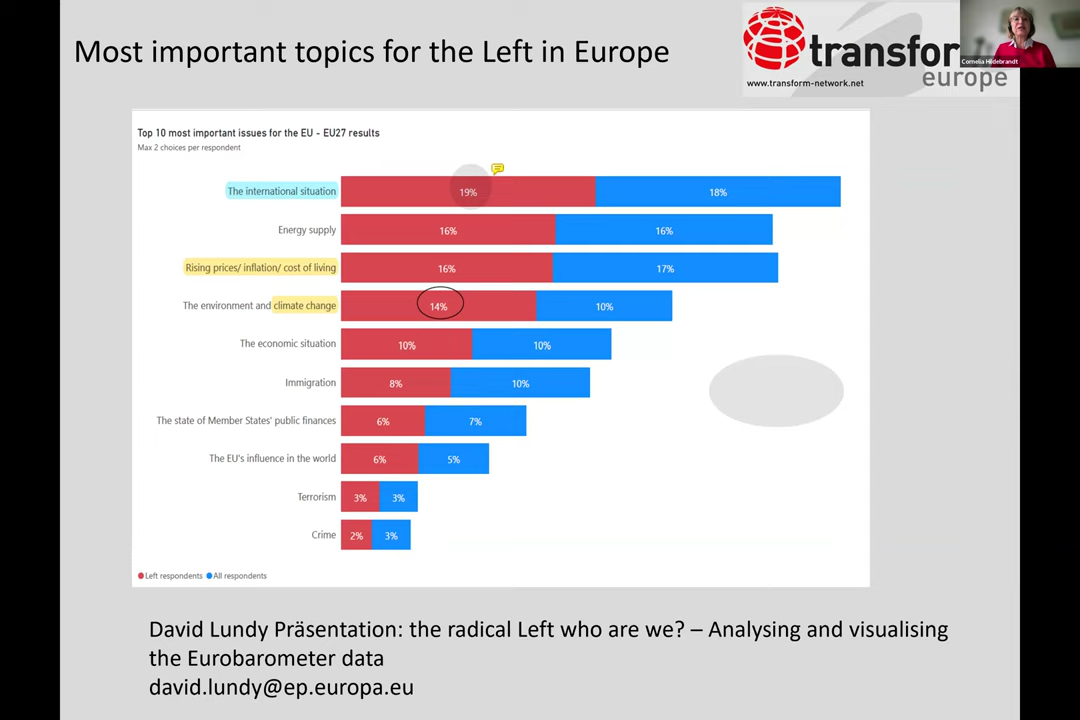 Most important topics for the Left in Europe
transfor
europe
www.transform-network.net
Cornelia Hildebrandt
Top 10 most important issues for the EU - EU27 results
Max 2 choices per respondent
The international situation 19% 18%
Energy supply 16% 16%
Rising prices/ inflation/ cost of living 16% 17%
The environment and climate change 14% 10%
The economic situation 10% 10%
Immigration 8% 10%
The state of Member States' public finances 6% 7%
The EU's influence in the world 6% 5%
Terrorism 3% 3%
Crime 2% 3%
Left respondents All respondents
David Lundy Präsentation: the radical Left who are we? – Analysing and visualising
the Eurobarometer data
david.lundy@ep.europa.eu